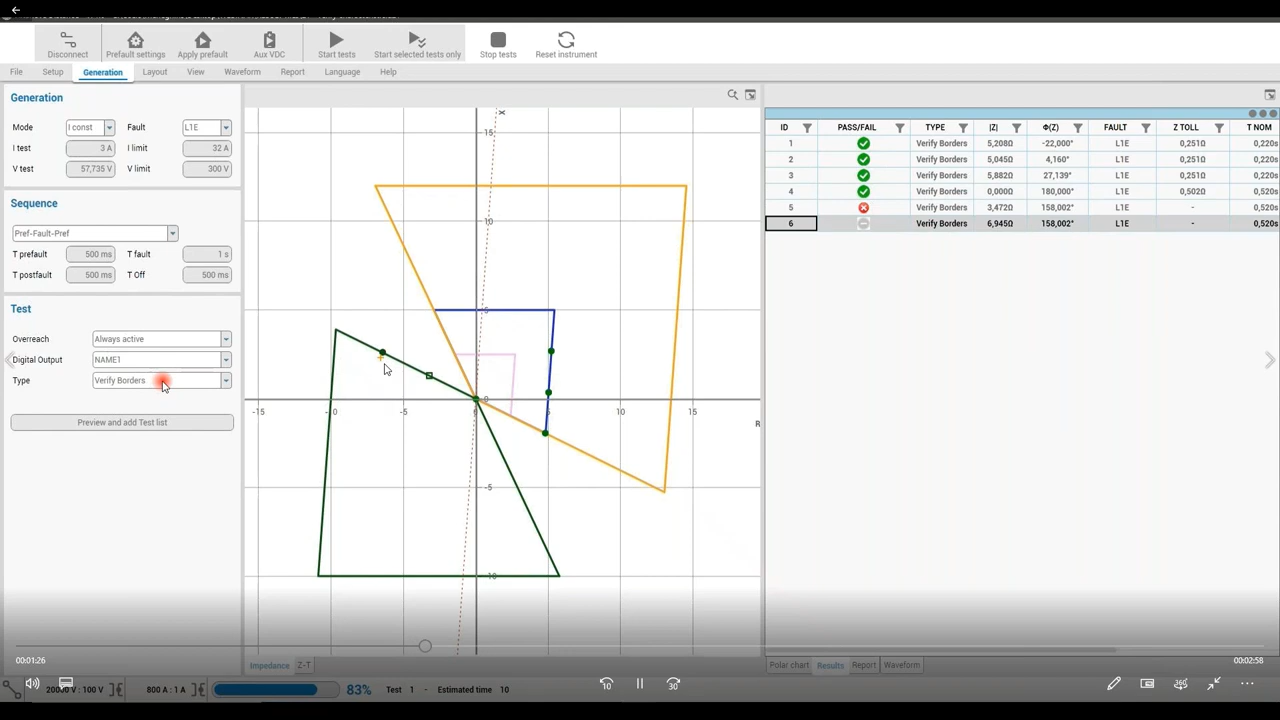 Disconnect Prefault settings Apply prefault Aux VDC Start tests Start selected tests only Stop tests Reset instrument
File Setup Generation Layout View Waveform Report Language Help
Generation
Mode I const Fault L1E
I test 3 A I limit 32 A
V test 57,735 V V limit 300 V
Sequence
Pref-Fault-Pref
T prefault 500 ms T fault 1 s
T postfault 500 ms T Off 500 ms
Test
Overreach Always active
Digital Output NAME1
Type Verify Borders
Preview and add Test list
X
15
10
5
-15 -10 -5 0 5 10 15
R
-5
-10
Impedance Z-T
ID PASS/FAIL TYPE |Z| Φ(Z) FAULT Z TOLL T NOM
1 Verify Borders 5,208Ω -22,000° L1E 0,251Ω 0,220s
2 Verify Borders 5,045Ω 4,160° L1E 0,251Ω 0,220s
3 Verify Borders 5,882Ω 27,139° L1E 0,251Ω 0,220s
4 Verify Borders 0,000Ω 180,000° L1E 0,502Ω 0,520s
5 Verify Borders 3,472Ω 158,002° L1E - 0,520s
6 Verify Borders 6,945Ω 158,002° L1E - 0,520s
Polar chart Results Report Waveform
00:01:26 00:02:58
20000 V : 100 V 800 A : 1 A 83% Test 1 - Estimated time 10
10 30